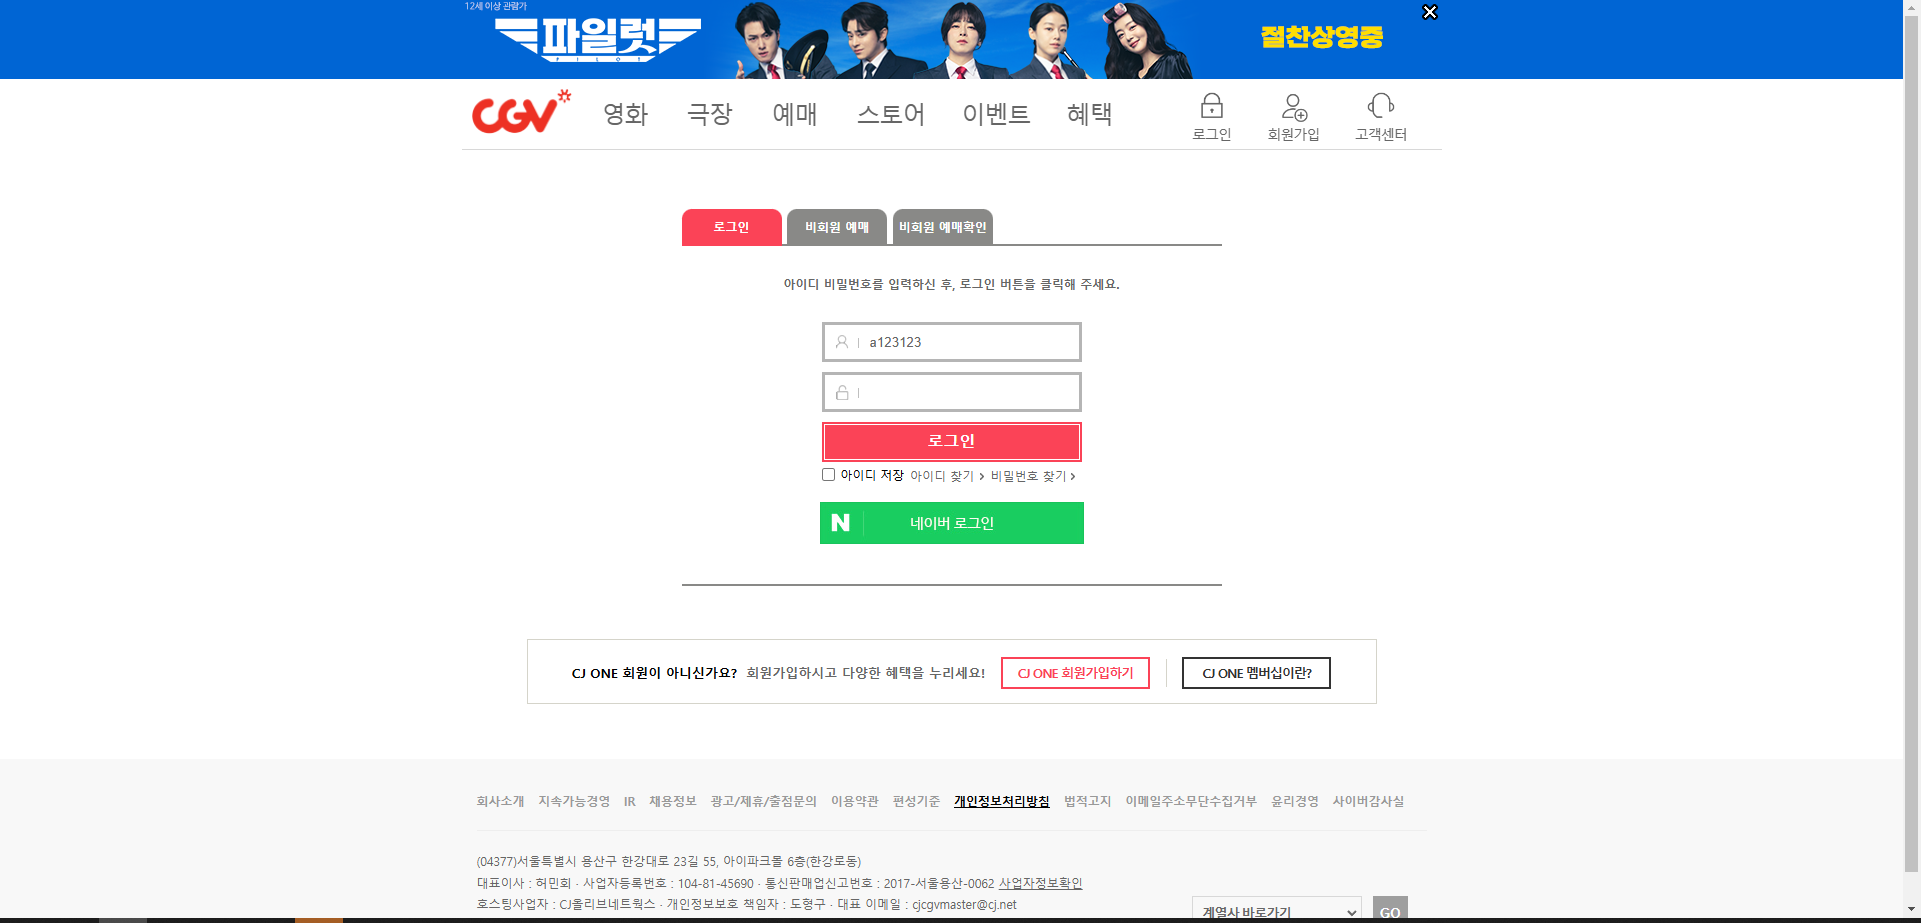 12세 이상 관람가
파일럿
PILOT
절찬상영중
CGV 영화 극장 예매 스토어 이벤트 혜택 로그인 회원가입 고객센터
로그인 비회원 예매 비회원 예매확인
아이디 비밀번호를 입력하신 후, 로그인 버튼을 클릭해 주세요.
a123123
로그인
아이디 저장 아이디 찾기 비밀번호 찾기
N 네이버 로그인
CJ ONE 회원이 아니신가요? 회원가입하시고 다양한 혜택을 누리세요! CJ ONE 회원가입하기 CJ ONE 멤버십이란?
회사소개 지속가능경영 IR 채용정보 광고/제휴/출점문의 이용약관 편성기준 개인정보처리방침 법적고지 이메일주소무단수집거부 윤리경영 사이버감사실
(04377)서울특별시 용산구 한강대로 23길 55, 아이파크몰 6층(한강로동)
대표이사 : 허민회 · 사업자등록번호 : 104-81-45690 · 통신판매업신고번호 : 2017-서울용산-0062 사업자정보확인
호스팅사업자 : CJ올리브네트웍스 · 개인정보보호 책임자 : 도형구 · 대표 이메일 : cjcgvmaster@cj.net
계열사 바로가기 GO